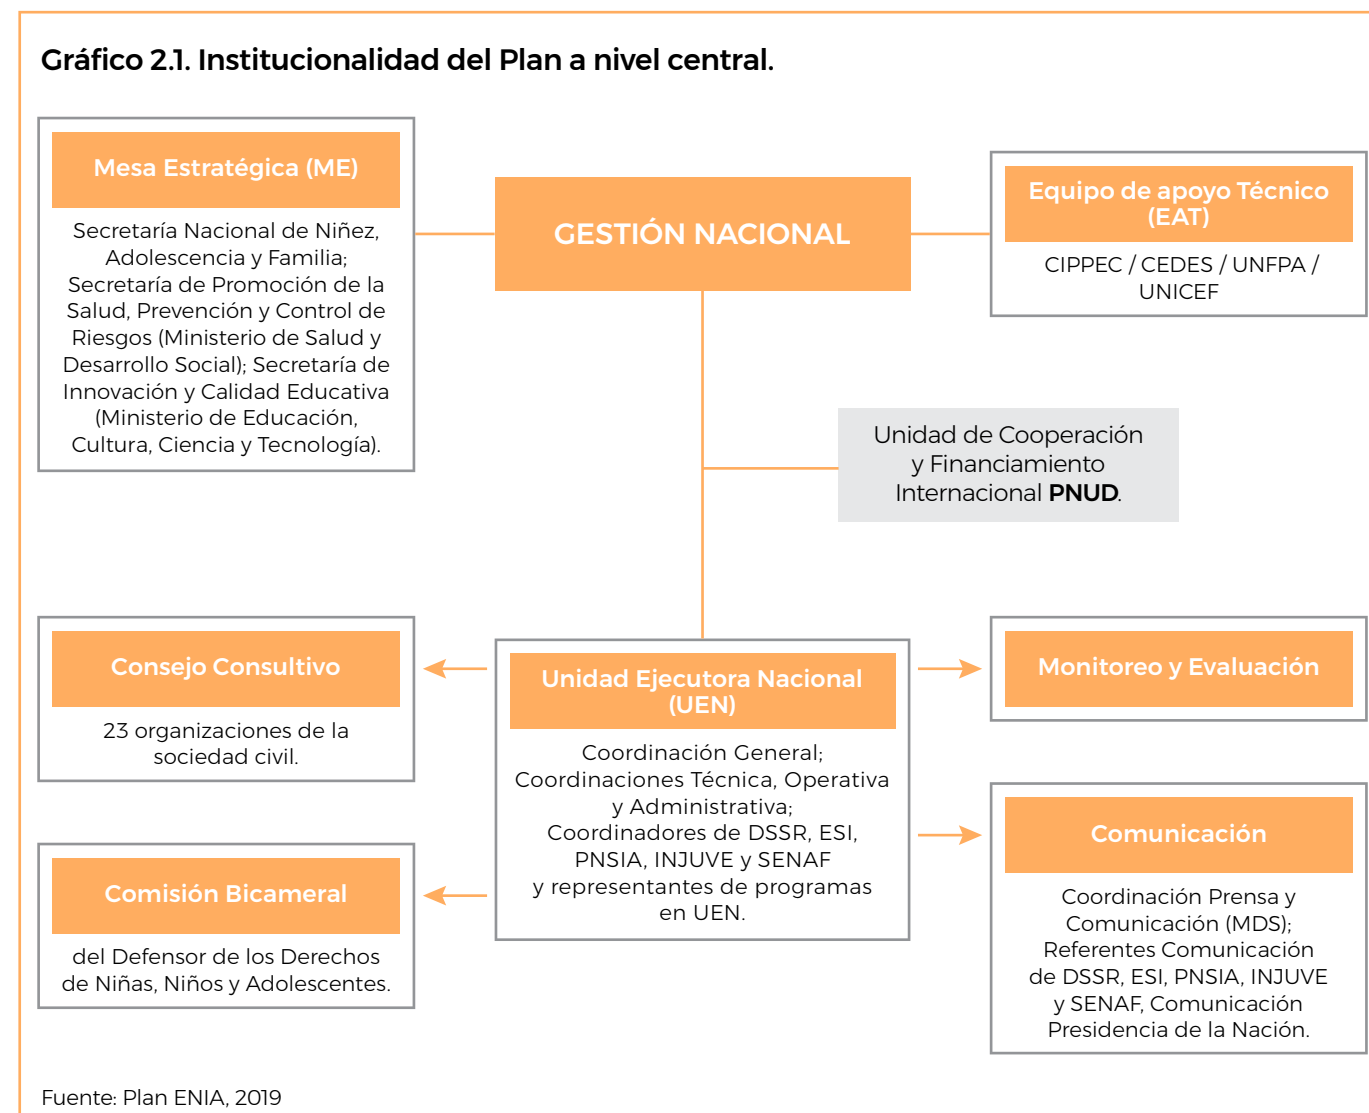 Gráfico 2.1. Institucionalidad del Plan a nivel central.
Mesa Estratégica (ME)
Secretaría Nacional de Niñez,
Adolescencia y Familia;
Secretaría de Promoción de la
Salud, Prevención y Control de
Riesgos (Ministerio de Salud y
Desarrollo Social); Secretaría de
Innovación y Calidad Educativa
(Ministerio de Educación,
Cultura, Ciencia y Tecnología).
GESTIÓN NACIONAL
Equipo de apoyo Técnico
(EAT)
CIPPEC / CEDES / UNFPA /
UNICEF
Unidad de Cooperación
y Financiamiento
Internacional PNUD.
Consejo Consultivo
23 organizaciones de la
sociedad civil.
Comisión Bicameral
del Defensor de los Derechos
de Niñas, Niños y Adolescentes.
Unidad Ejecutora Nacional
(UEN)
Coordinación General;
Coordinaciones Técnica, Operativa
y Administrativa;
Coordinadores de DSSR, ESI,
PNSIA, INJUVE y SENAF
y representantes de programas
en UEN.
Monitoreo y Evaluación
Comunicación
Coordinación Prensa y
Comunicación (MDS);
Referentes Comunicación
de DSSR, ESI, PNSIA, INJUVE
y SENAF, Comunicación
Presidencia de la Nación.
Fuente: Plan ENIA, 2019